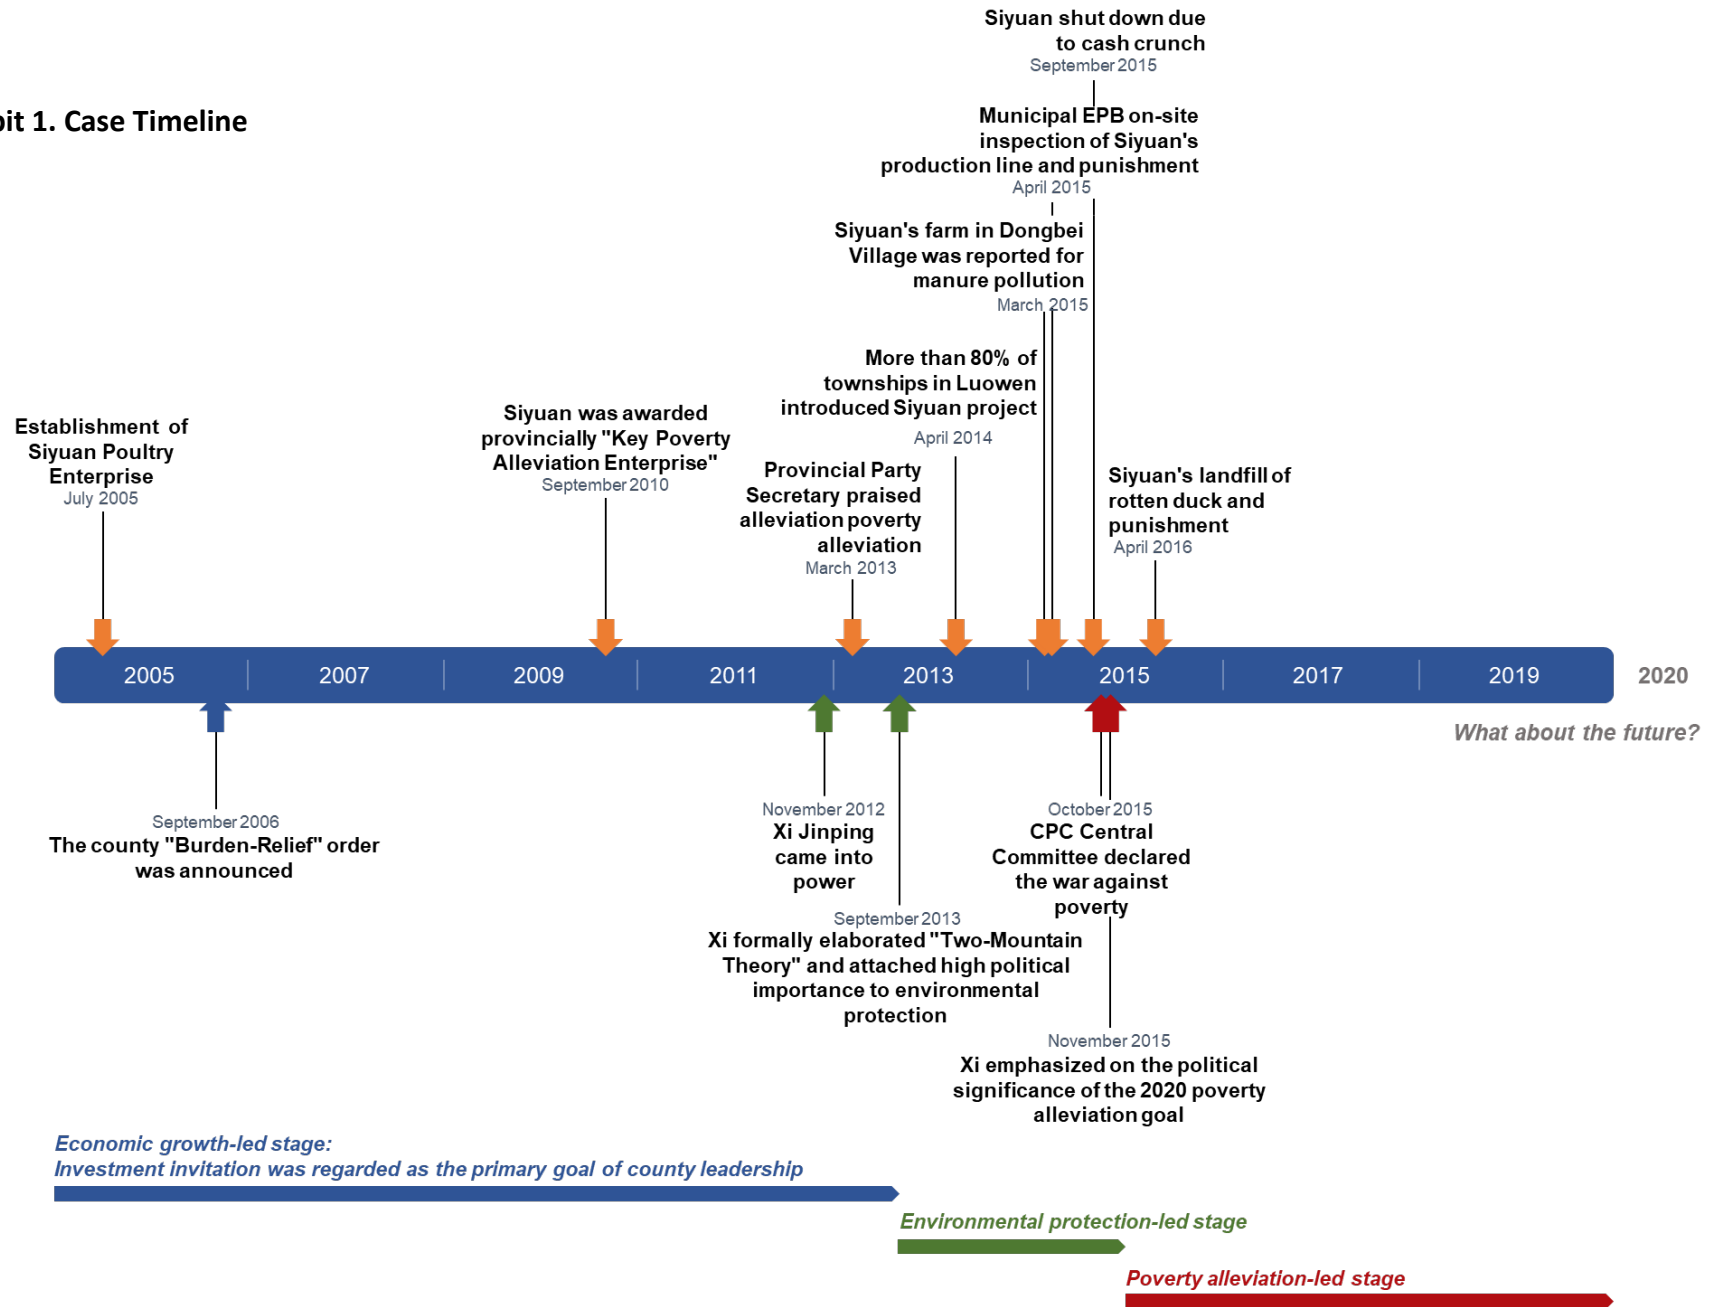 Siyuan shut down due
to cash crunch
September 2015
bit 1. Case Timeline
Municipal EPB on-site
inspection of Siyuan's
production line and punishment
April 2015
Siyuan's farm in Dongbei
Village was reported for
manure pollution
March 2015
More than 80% of
townships in Luowen
introduced Siyuan project
April 2014
Establishment of
Siyuan Poultry
Enterprise
July 2005
Siyuan was awarded
provincially "Key Poverty
Alleviation Enterprise"
September 2010
Provincial Party
Secretary praised
alleviation poverty
alleviation
March 2013
Siyuan's landfill of
rotten duck and
punishment
April 2016
2005 2007 2009 2011 2013 2015 2017 2019 2020
What about the future?
September 2006
The county "Burden-Relief" order
was announced
November 2012
Xi Jinping
came into
power
September 2013
Xi formally elaborated "Two-Mountain
Theory" and attached high political
importance to environmental
protection
October 2015
CPC Central
Committee declared
the war against
poverty
November 2015
Xi emphasized on the political
significance of the 2020 poverty
alleviation goal
Economic growth-led stage:
Investment invitation was regarded as the primary goal of county leadership
Environmental protection-led stage
Poverty alleviation-led stage